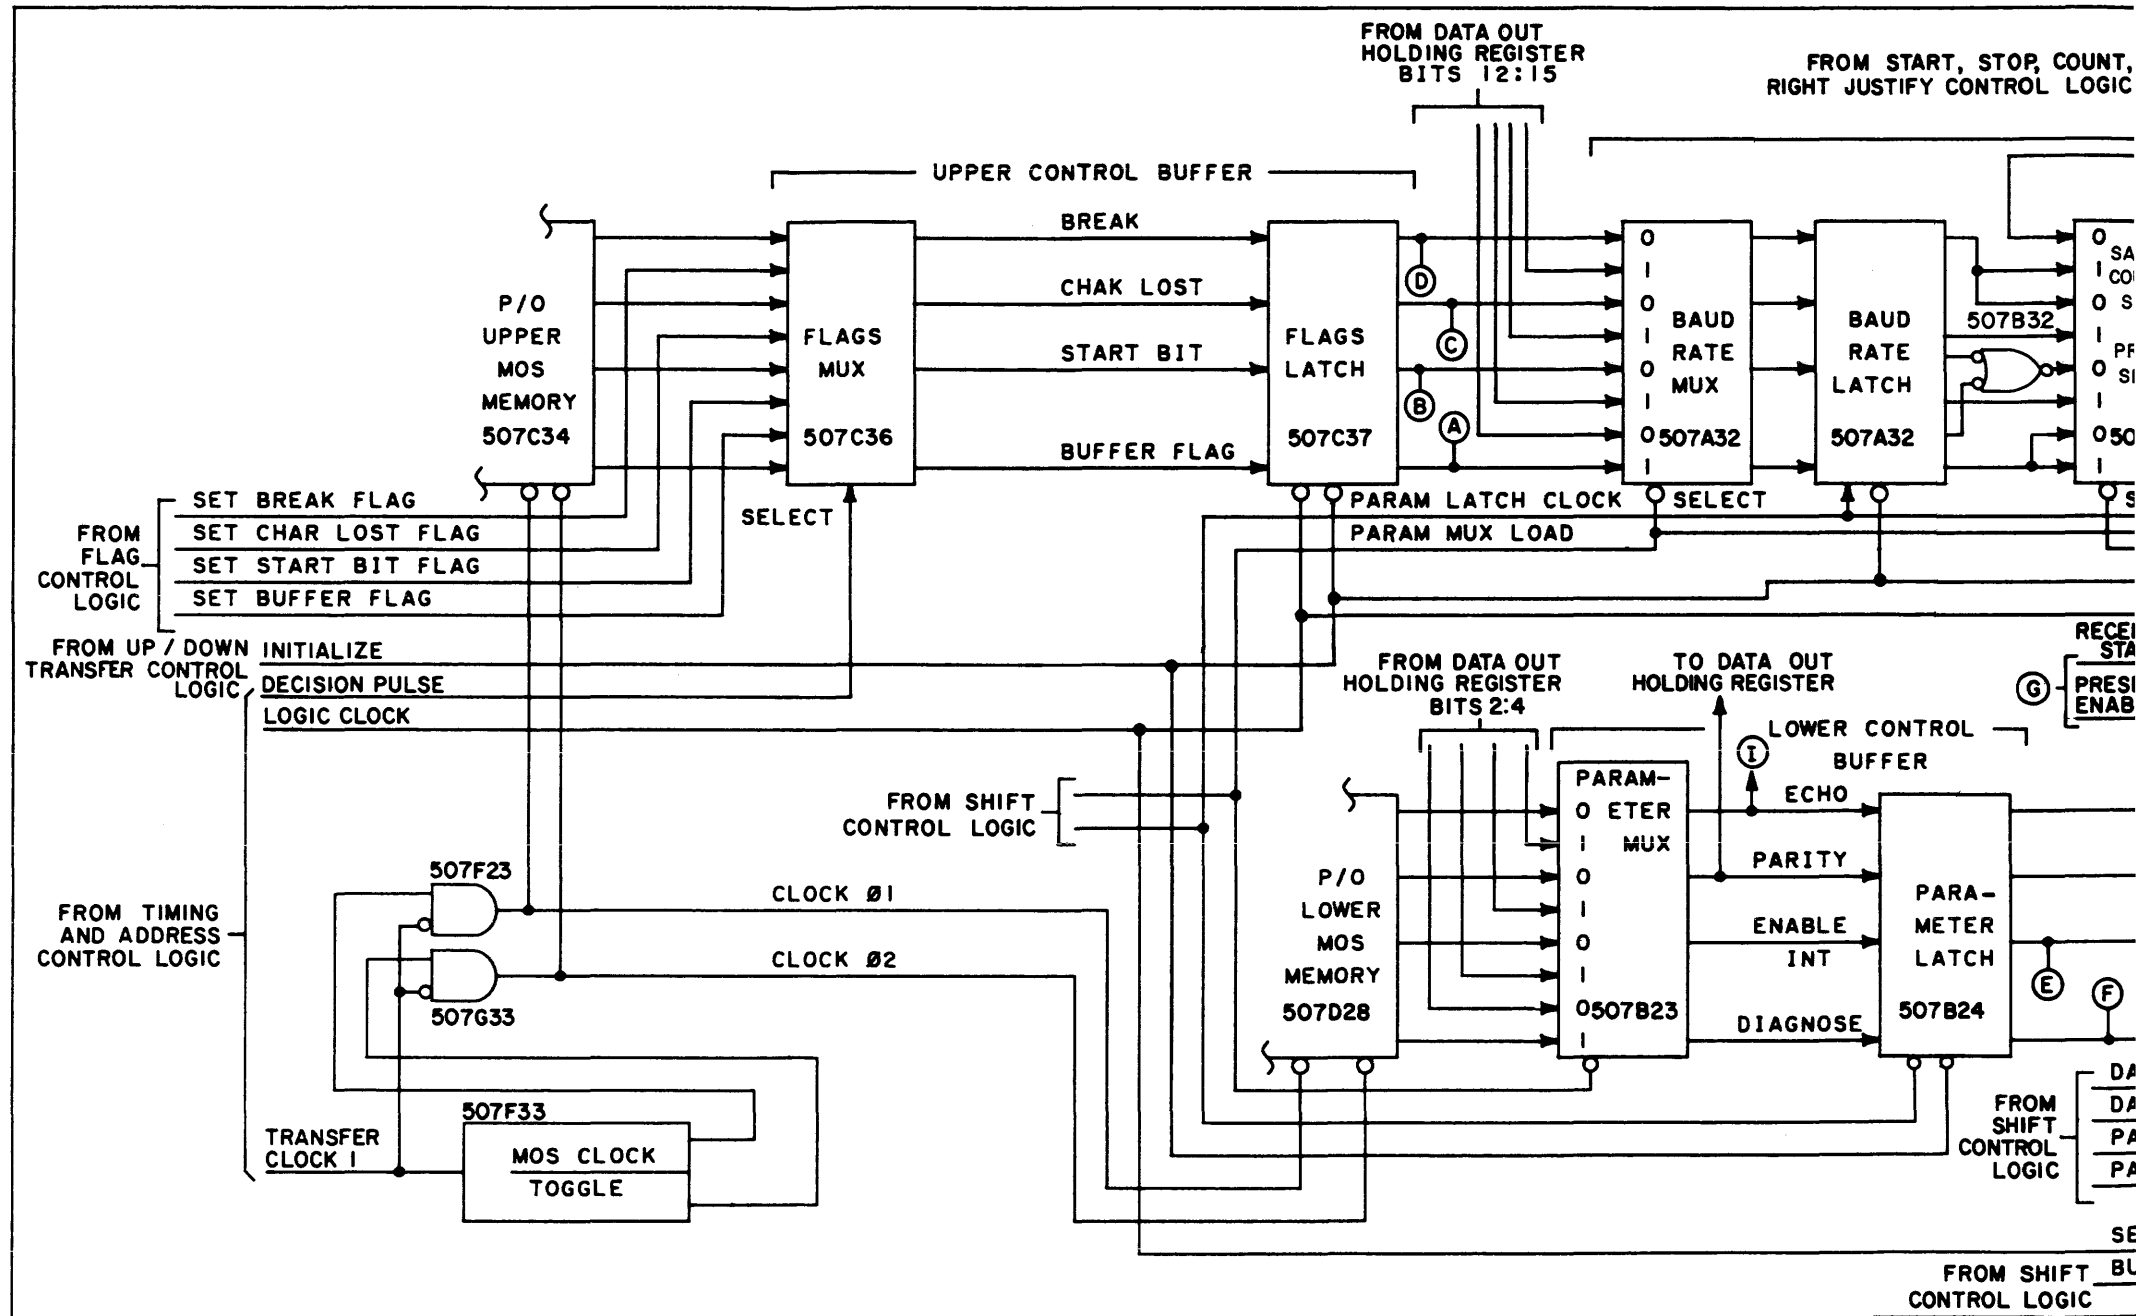 FROM DATA OUT
HOLDING REGISTER
BITS 12:15
FROM START, STOP, COUNT,
RIGHT JUSTIFY CONTROL LOGIC
UPPER CONTROL BUFFER
P/O
UPPER
MOS
MEMORY
507C34
FLAGS
MUX
507C36
SELECT
BREAK
CHAK LOST
START BIT
BUFFER FLAG
FLAGS
LATCH
507C37
D
C
B
A
O
I
O
I
O
I
O
I
BAUD
RATE
MUX
507A32
SELECT
BAUD
RATE
LATCH
507A32
507B32
O
I
O
I
O
I
O
I
PARAM LATCH CLOCK
PARAM MUX LOAD
FROM
FLAG
CONTROL
LOGIC
SET BREAK FLAG
SET CHAR LOST FLAG
SET START BIT FLAG
SET BUFFER FLAG
FROM UP / DOWN
TRANSFER CONTROL
LOGIC
INITIALIZE
DECISION PULSE
LOGIC CLOCK
FROM DATA OUT
HOLDING REGISTER
BITS 2:4
TO DATA OUT
HOLDING REGISTER
G
LOWER CONTROL
BUFFER
FROM SHIFT
CONTROL LOGIC
P/O
LOWER
MOS
MEMORY
507D28
PARAM-
ETER
MUX
O
I
O
I
O
I
O
I
507B23
I
ECHO
PARITY
ENABLE
INT
DIAGNOSE
PARA-
METER
LATCH
507B24
E
F
FROM TIMING
AND ADDRESS
CONTROL LOGIC
507F23
CLOCK Ø1
CLOCK Ø2
507G33
507F33
TRANSFER
CLOCK 1
MOS CLOCK
TOGGLE
FROM
SHIFT
CONTROL
LOGIC
FROM SHIFT
CONTROL LOGIC